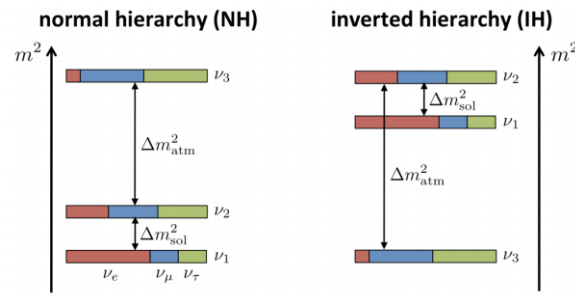 normal hierarchy (NH)
m²
ν₃
Δm²atm
ν₂
Δm²sol
ν₁
νₑ νμ ντ
inverted hierarchy (IH)
m²
ν₂
Δm²sol
ν₁
Δm²atm
ν₃